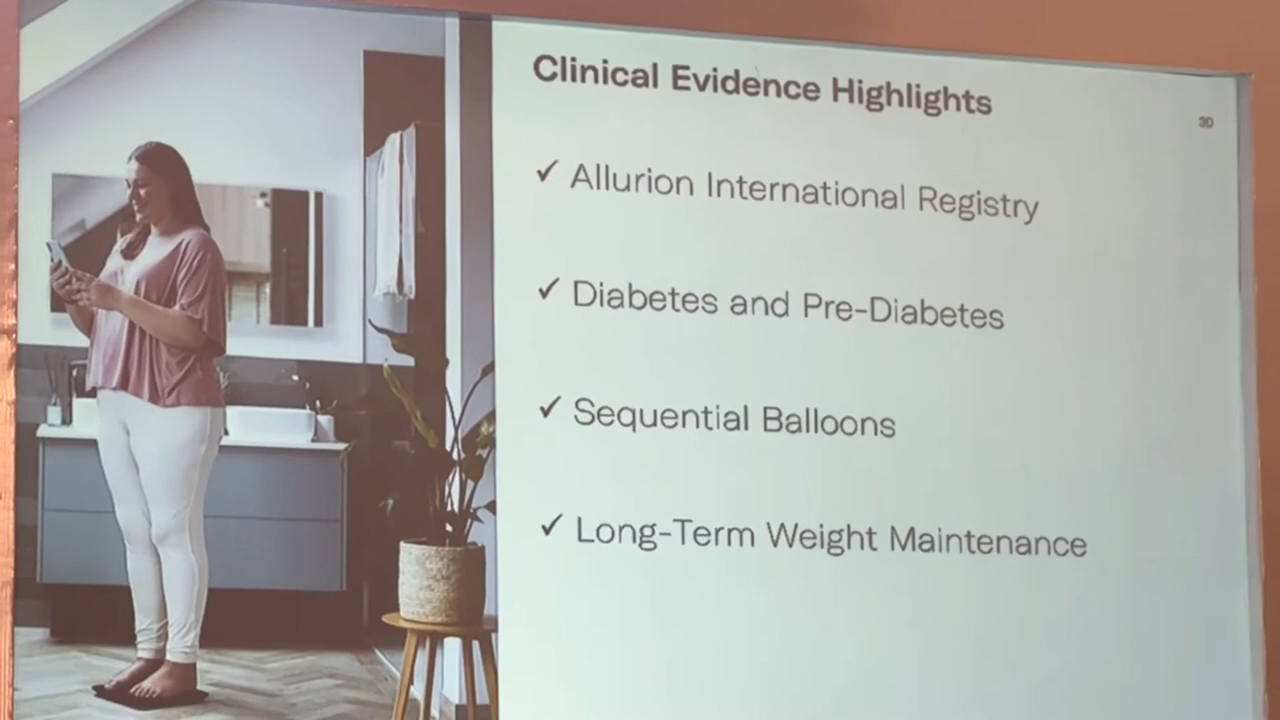 Clinical Evidence Highlights
30
✓ Allurion International Registry
✓ Diabetes and Pre-Diabetes
✓ Sequential Balloons
✓ Long-Term Weight Maintenance